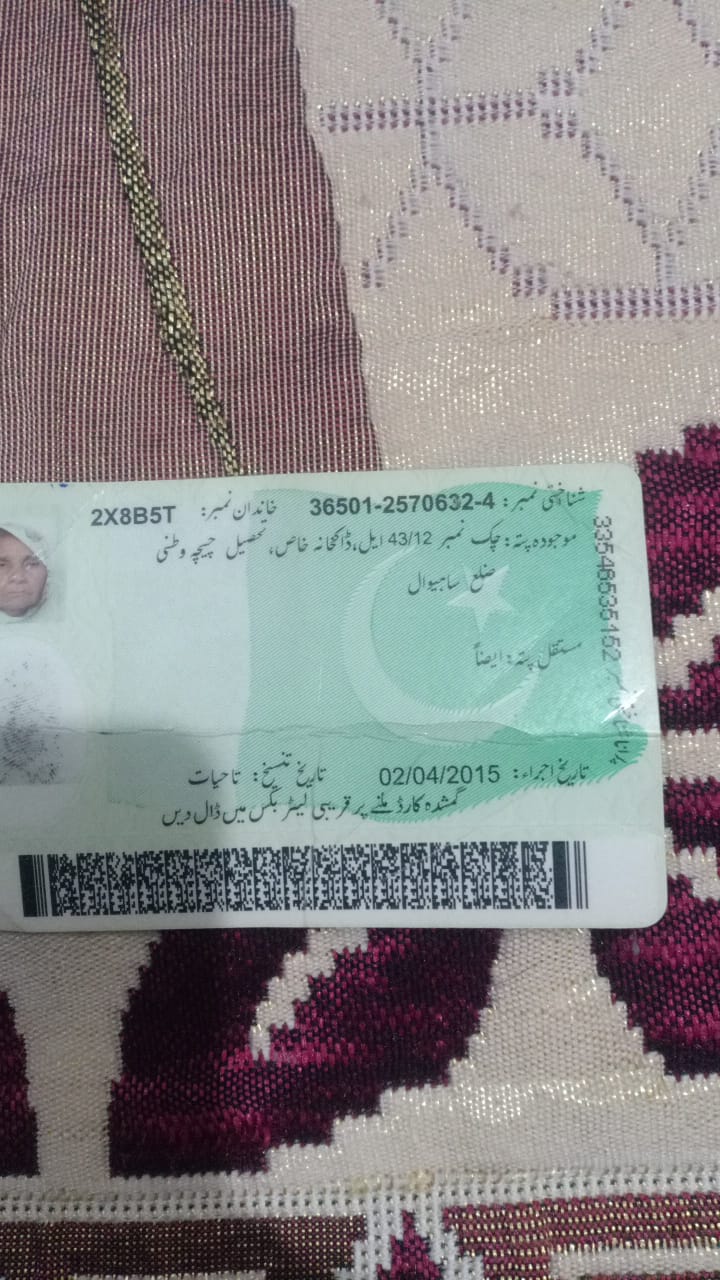 شناختی نمبر: 36501-2570632-4 خاندان نمبر: 2X8B5T
موجودہ پتہ: چک نمبر 43/12 ایل، ڈاکخانہ خاص، تحصیل چیچہ وطنی
ضلع ساہیوال
مستقل پتہ: ایضاً
تاریخ اجراء: 02/04/2015 تاریخ تنسیخ: تاحیات
گمشدہ کارڈ ملنے پر قریبی لیٹر بکس میں ڈال دیں
33548535152